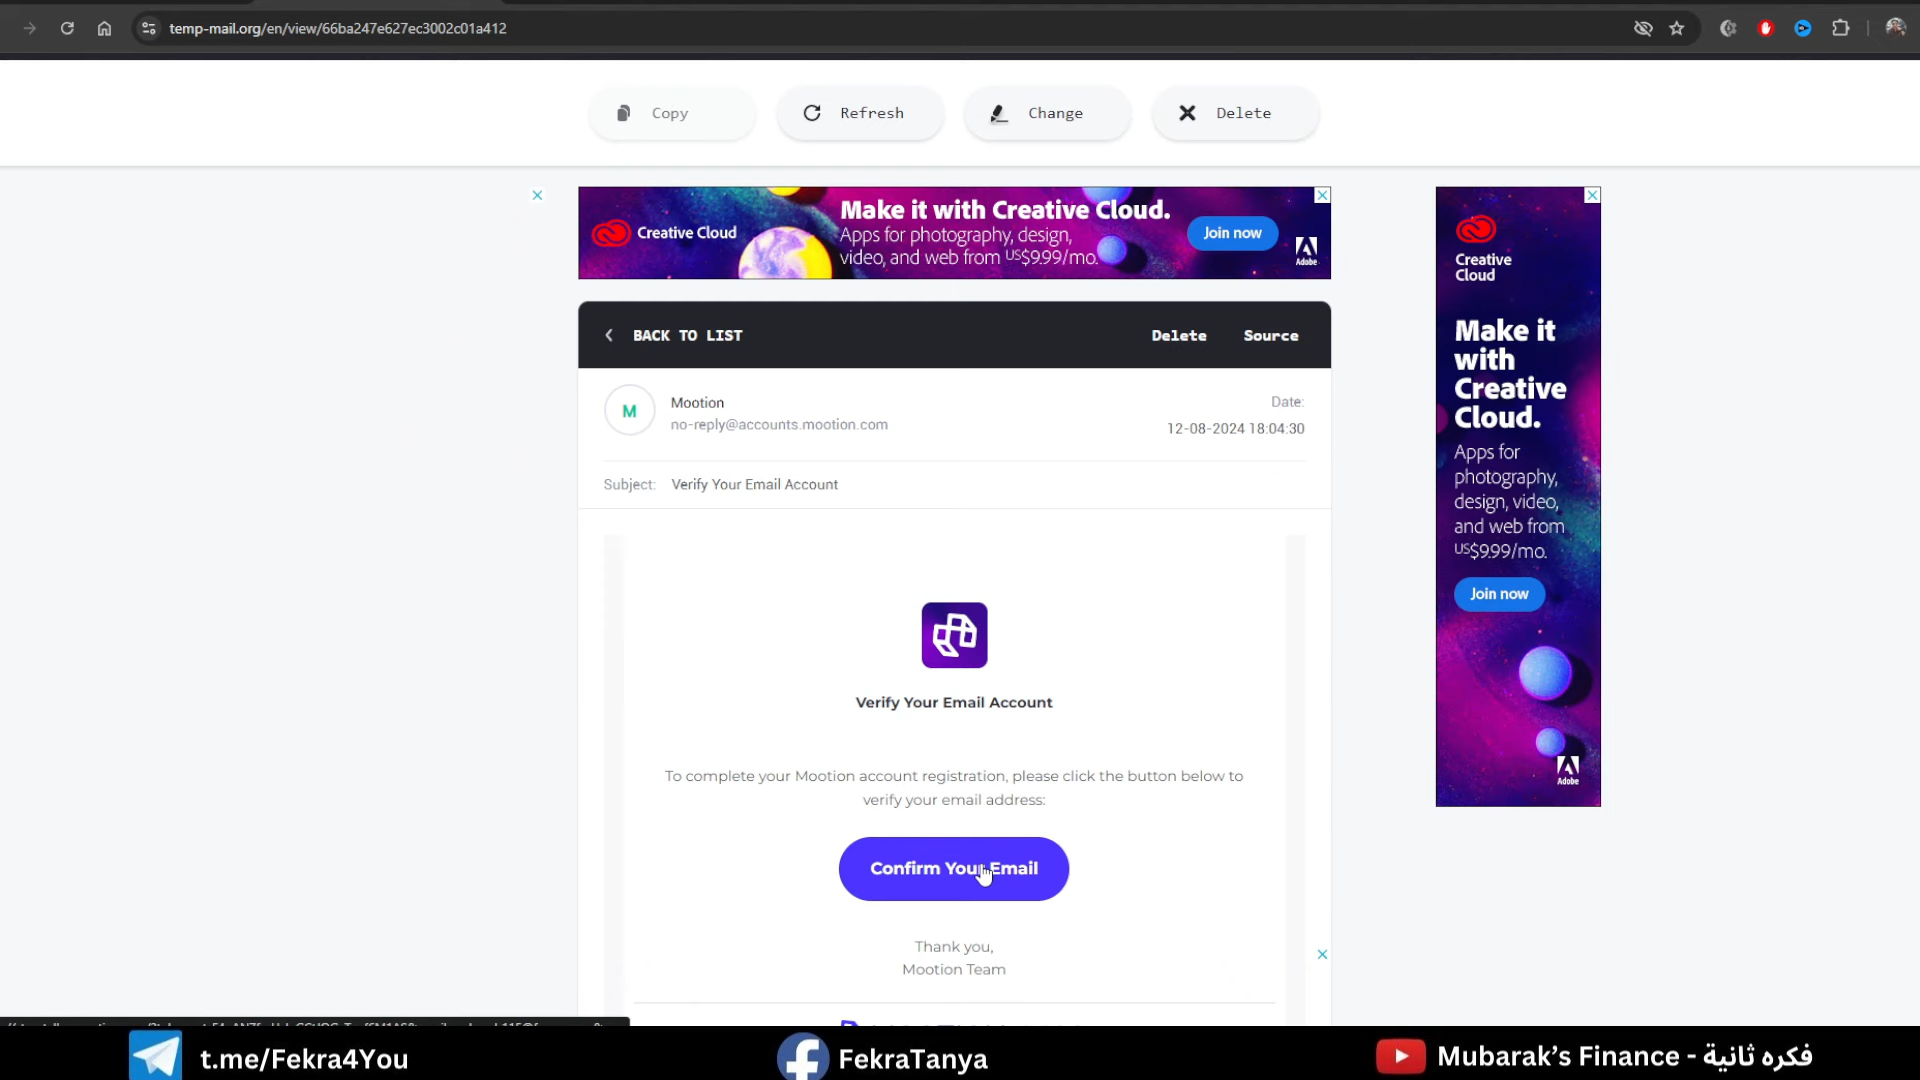 temp-mail.org/en/view/66ba247e627ec3002c01a412
Copy
Refresh
Change
Delete
Creative Cloud
Make it with Creative Cloud.
Apps for photography, design,
video, and web from US$9.99/mo.
Join now
Adobe
BACK TO LIST
Delete
Source
M
Mootion
no-reply@accounts.mootion.com
Date:
12-08-2024 18:04:30
Subject: Verify Your Email Account
Verify Your Email Account
To complete your Mootion account registration, please click the button below to
verify your email address:
Confirm Your Email
Thank you,
Mootion Team
Creative
Cloud
Make it
with
Creative
Cloud.
Apps for
photography,
design, video,
and web from
US$9.99/mo.
Join now
Adobe
t.me/Fekra4You
FekraTanya
Mubarak's Finance - فكره ثانية